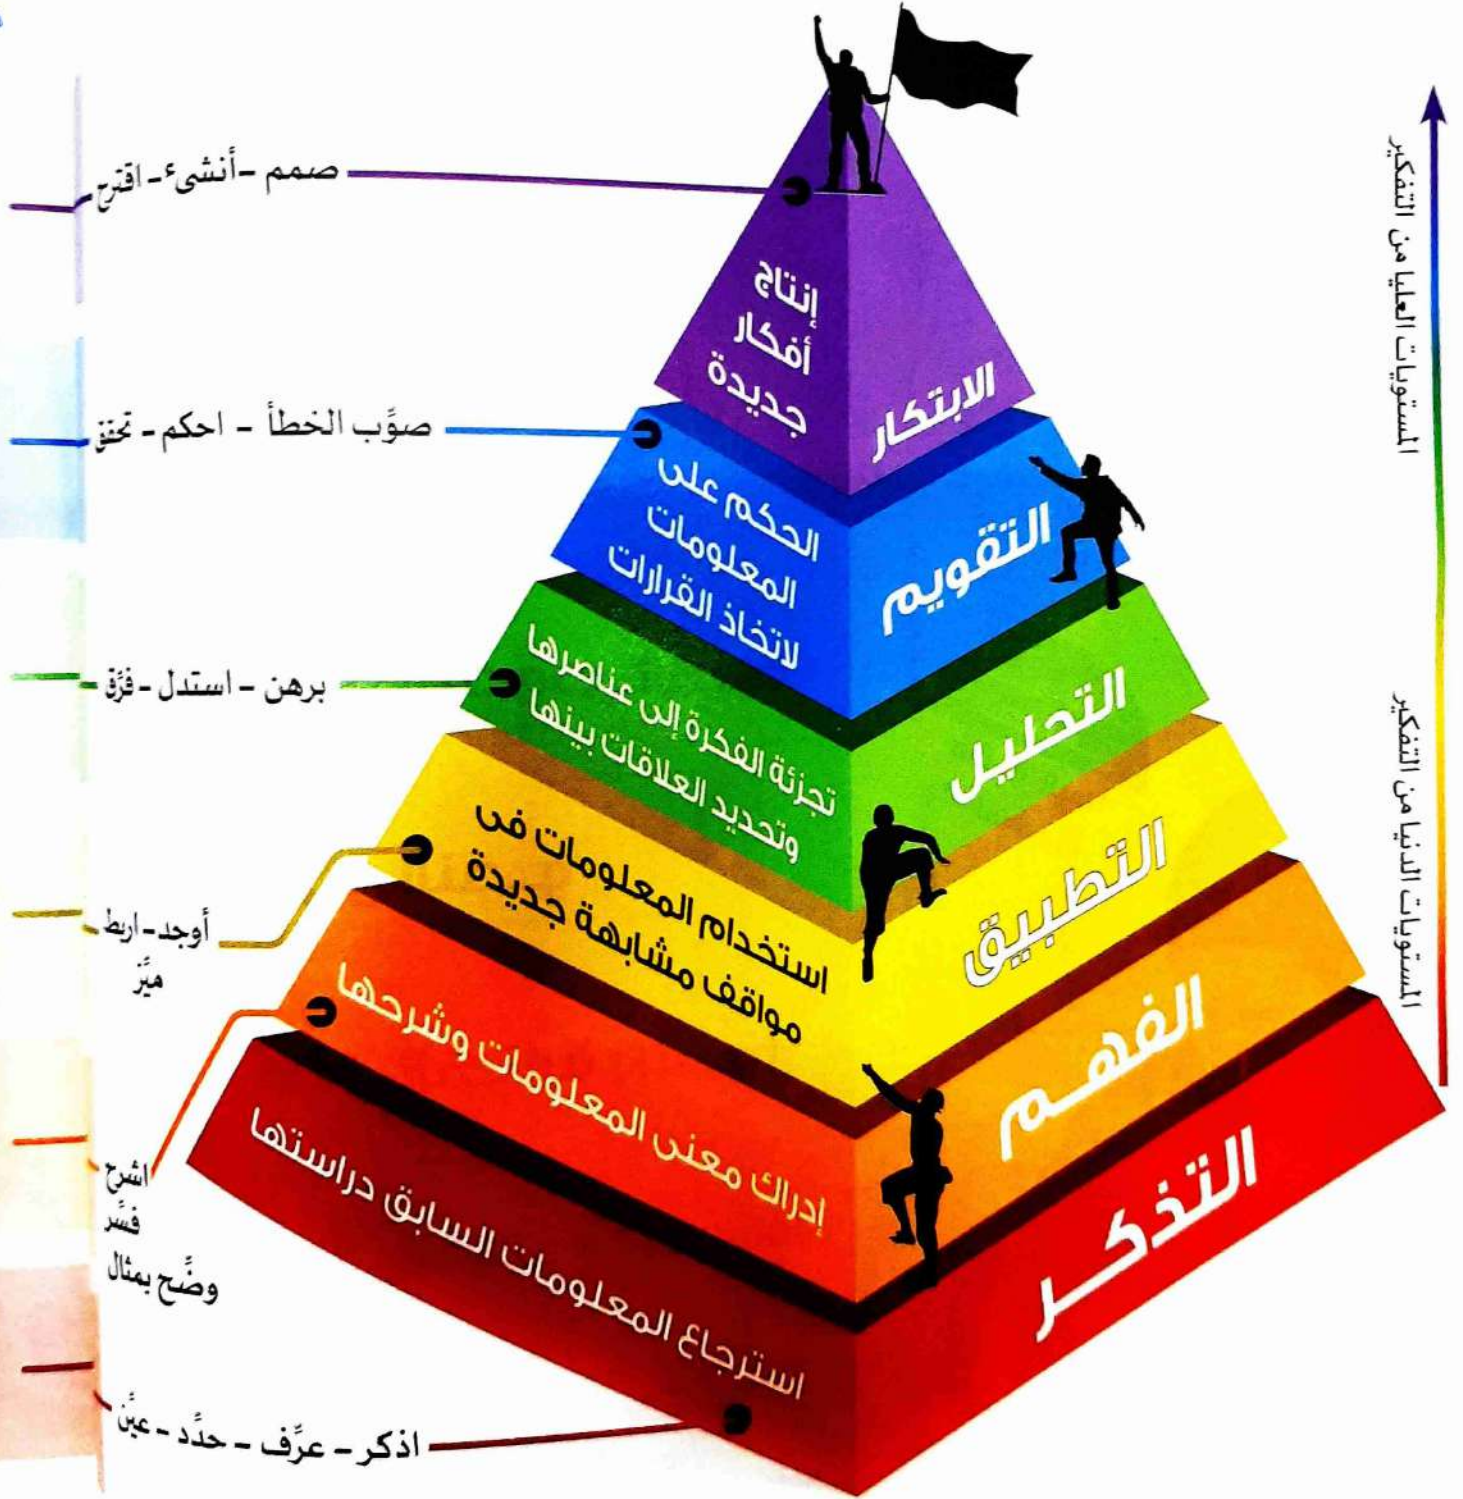 صمم - أنشىء - اقترح
إنتاج
أفكار
جديدة
الابتكار
صوَّب الخطأ - احكم - تحقق
الحكم على
المعلومات
لاتخاذ القرارات
التقويم
برهن - استدل - فرَّق
تجزئة الفكرة إلى عناصرها
وتحديد العلاقات بينها
التحليل
أوجد - اربط
ميَّز
استخدام المعلومات فى
مواقف مشابهة جديدة
التطبيق
اشرح
فسَّر
وضَّح بمثال
إدراك معنى المعلومات وشرحها
الفهم
اذكر - عرَّف - حدَّد - عيَّن
استرجاع المعلومات السابق دراستها
التذكر
المستويات العليا من التفكير
المستويات الدنيا من التفكير